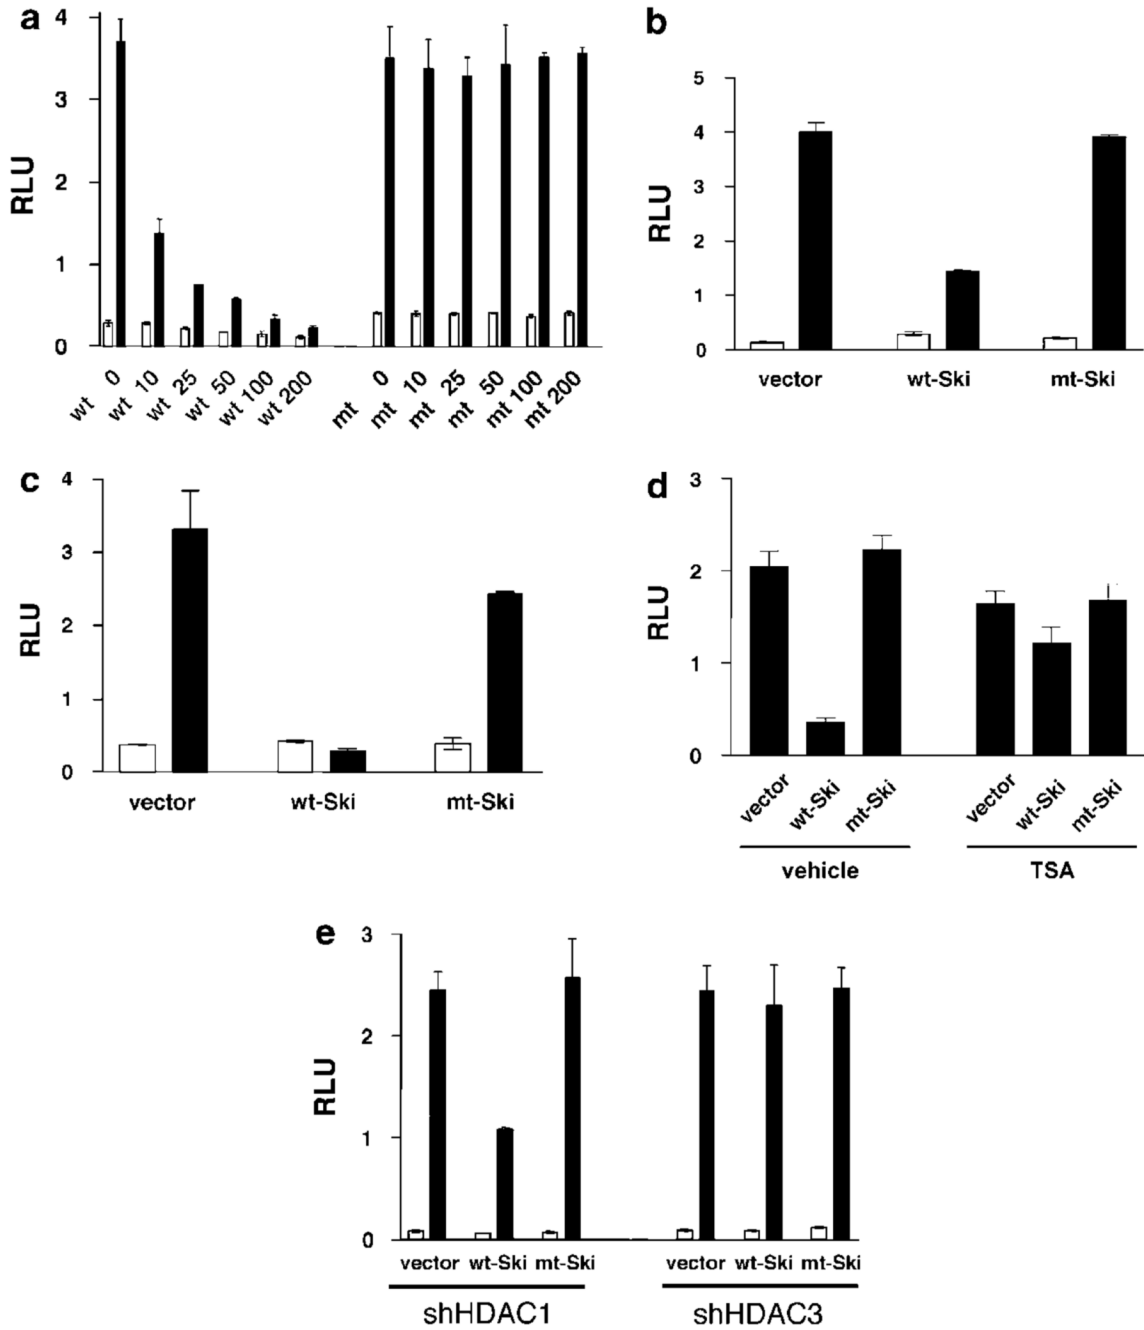 a
4
3
2
1
0
RLU
wt 0
wt 10
wt 25
wt 50
wt 100
wt 200
mt 0
mt 10
mt 25
mt 50
mt 100
mt 200
b
5
4
3
2
1
0
RLU
vector wt-Ski mt-Ski
c
4
3
2
1
0
RLU
vector wt-Ski mt-Ski
d
3
2
1
0
RLU
vector wt-Ski mt-Ski vector wt-Ski mt-Ski
vehicle TSA
e
3
2
1
0
RLU
vector wt-Ski mt-Ski vector wt-Ski mt-Ski
shHDAC1 shHDAC3